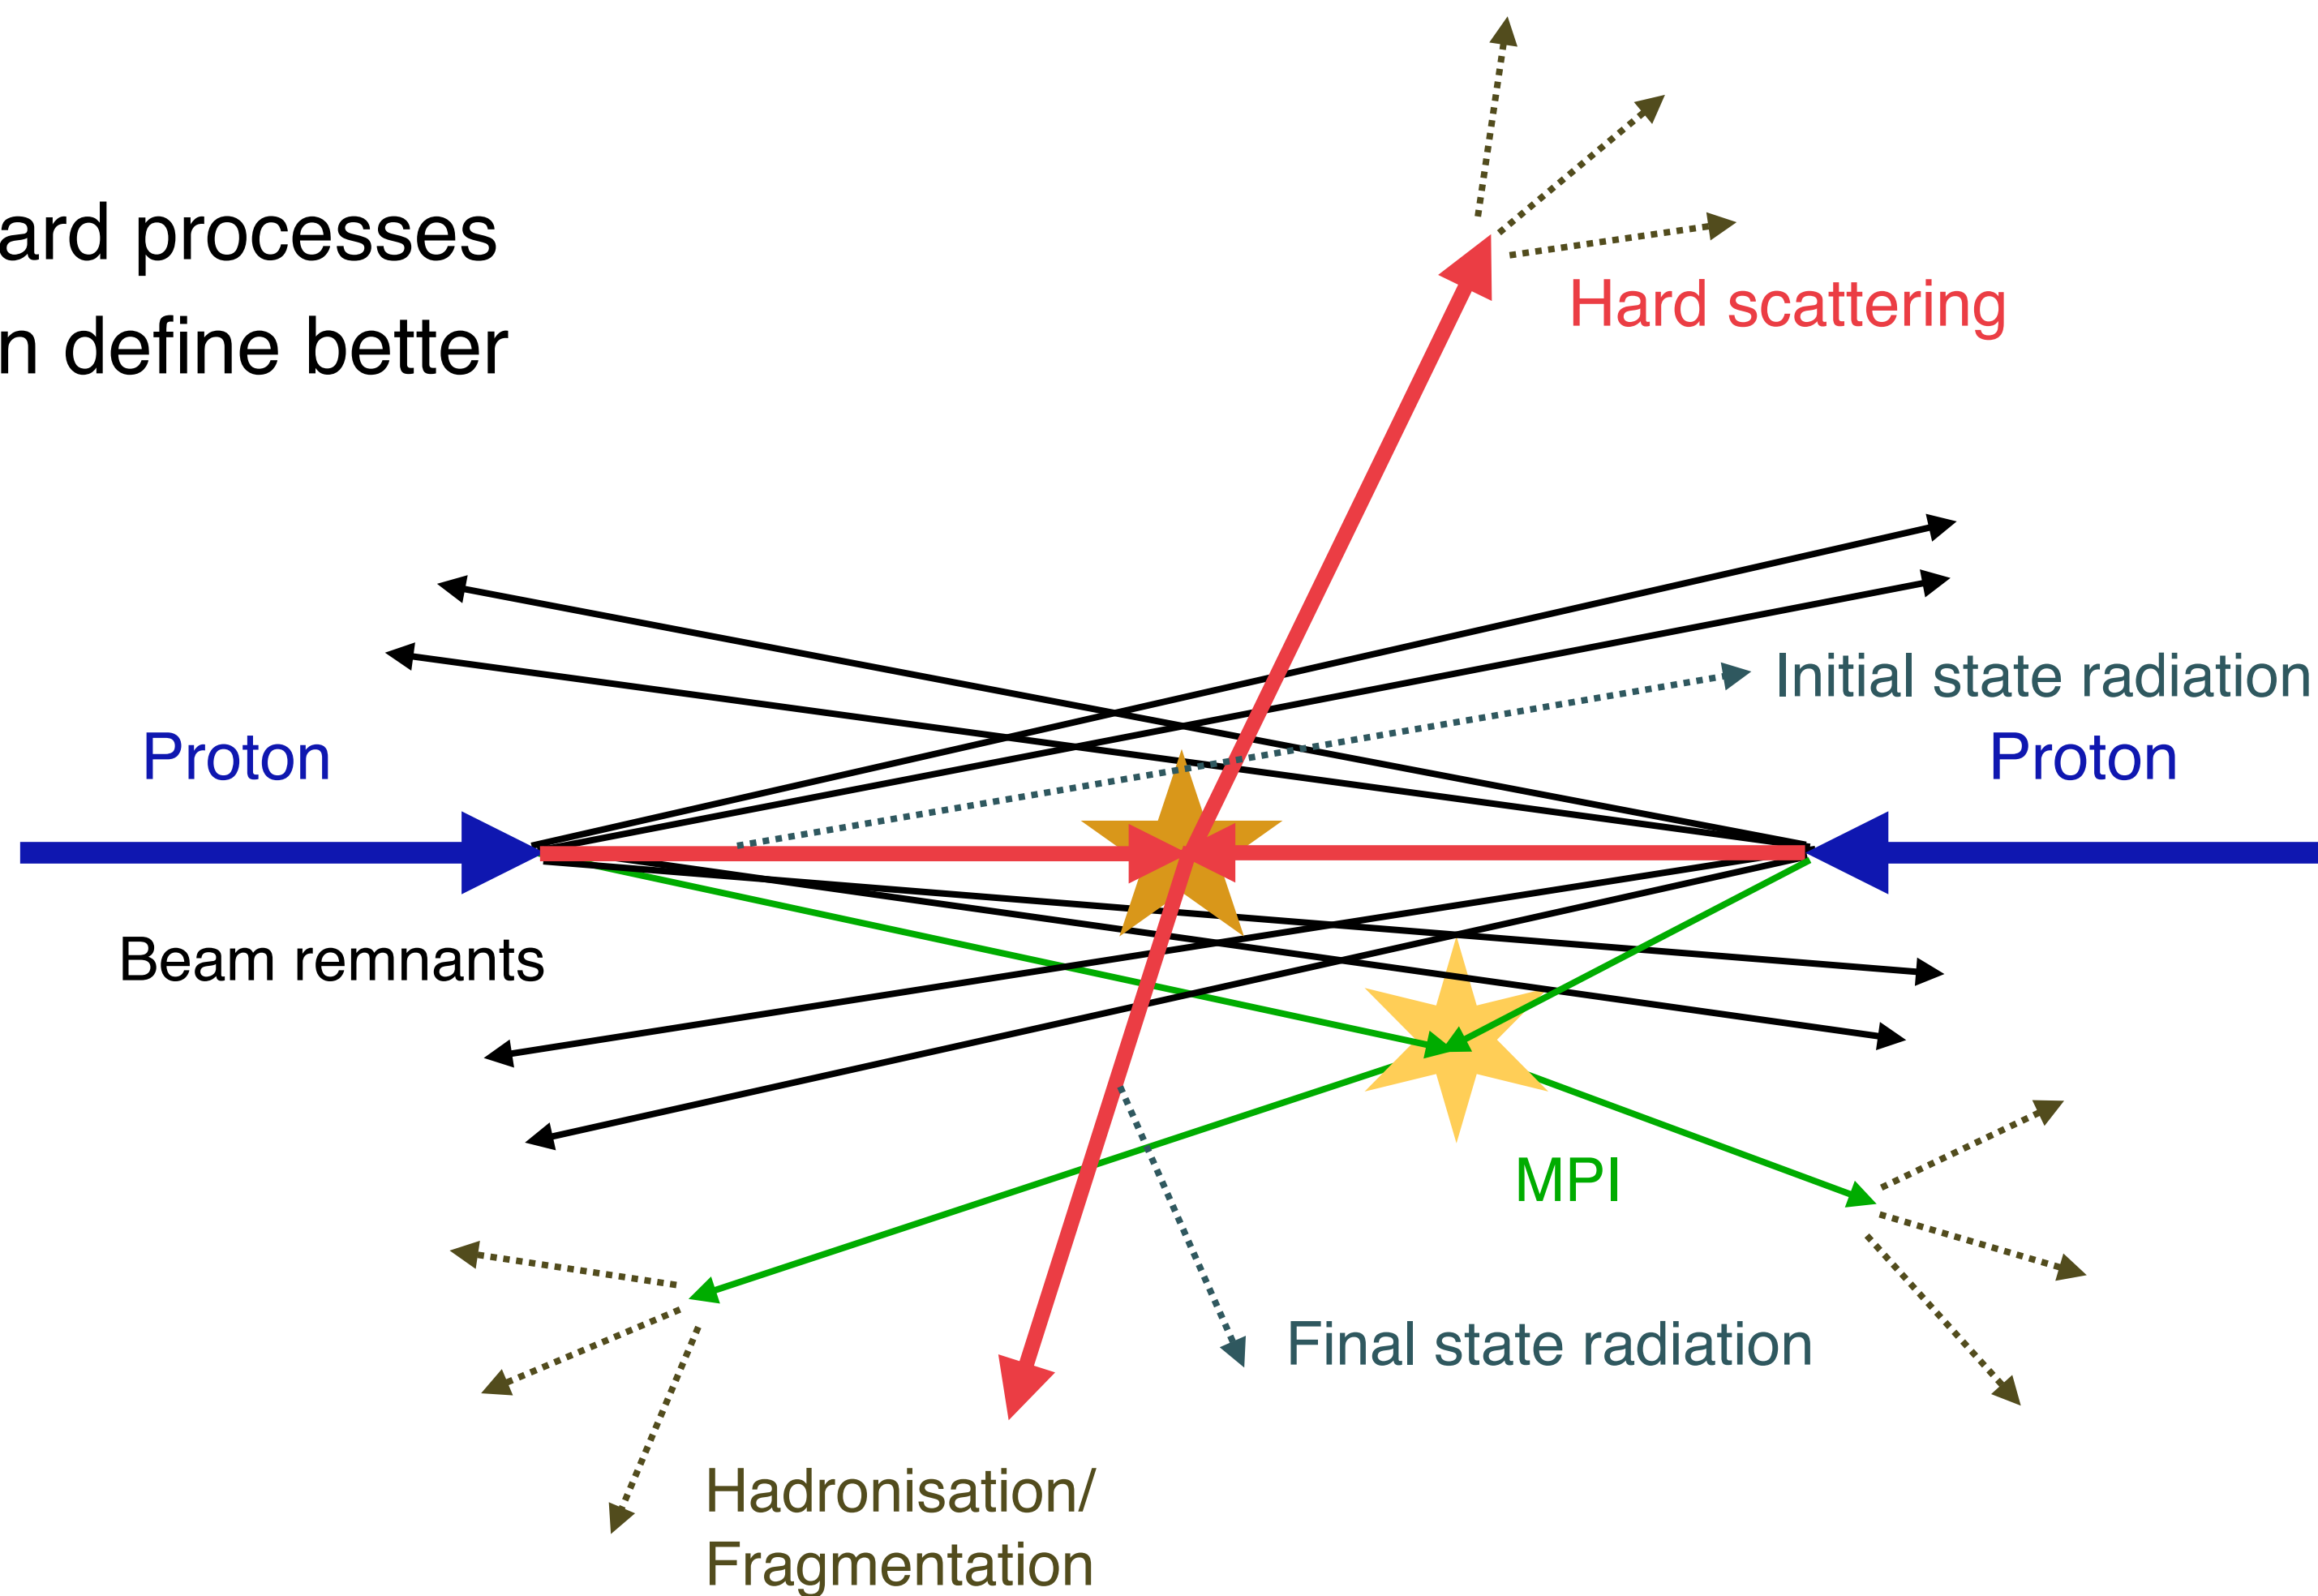 ard processes
n define better
Hard scattering
Initial state radiation
Proton
Proton
Beam remnants
MPI
Final state radiation
Hadronisation/
Fragmentation